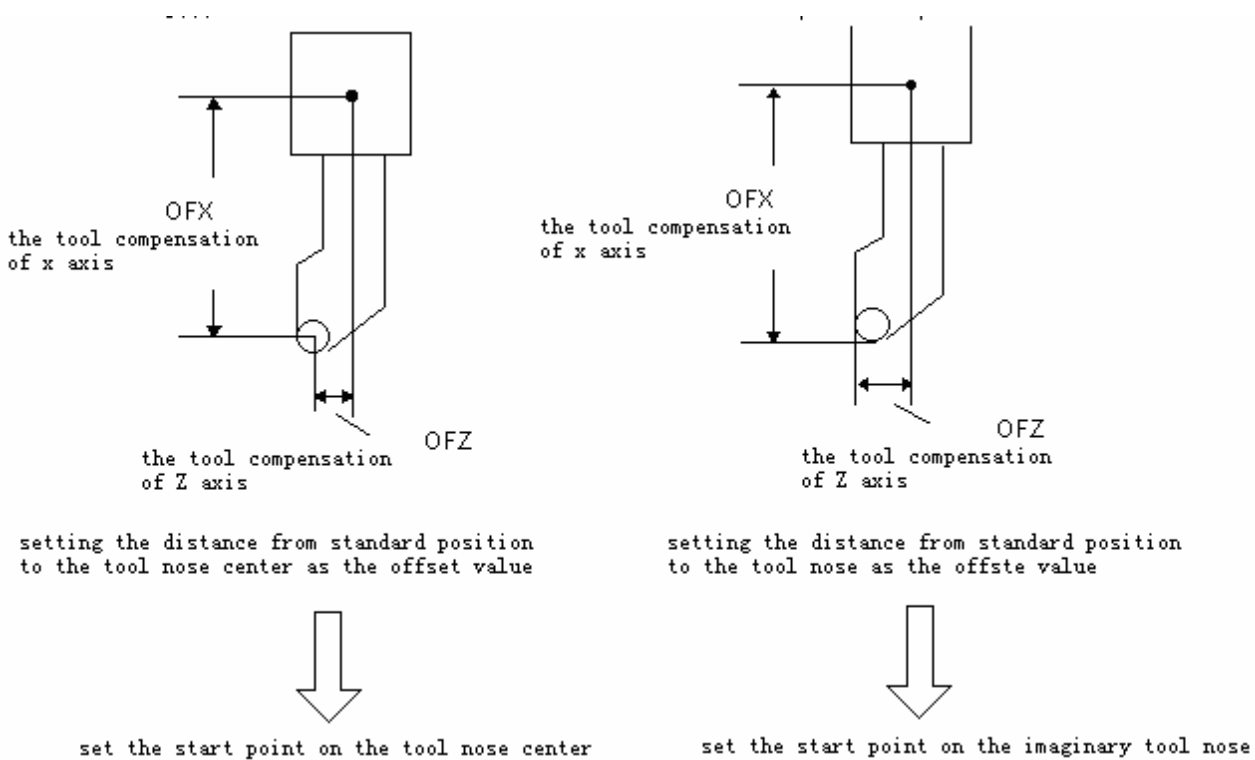 OFX
the tool compensation
of x axis
OFZ
the tool compensation
of Z axis
setting the distance from standard position
to the tool nose center as the offset value
set the start point on the tool nose center
OFX
the tool compensation
of x axis
OFZ
the tool compensation
of Z axis
setting the distance from standard position
to the tool nose as the offste value
set the start point on the imaginary tool nose